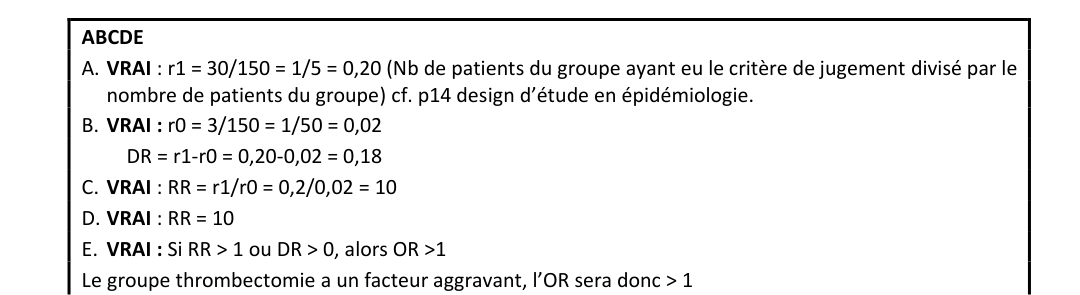 ABCDE
A. VRAI : r1 = 30/150 = 1/5 = 0,20 (Nb de patients du groupe ayant eu le critère de jugement divisé par le
nombre de patients du groupe) cf. p14 design d’étude en épidémiologie.
B. VRAI : r0 = 3/150 = 1/50 = 0,02
DR = r1-r0 = 0,20-0,02 = 0,18
C. VRAI : RR = r1/r0 = 0,2/0,02 = 10
D. VRAI : RR = 10
E. VRAI : Si RR > 1 ou DR > 0, alors OR >1
Le groupe thrombectomie a un facteur aggravant, l’OR sera donc > 1